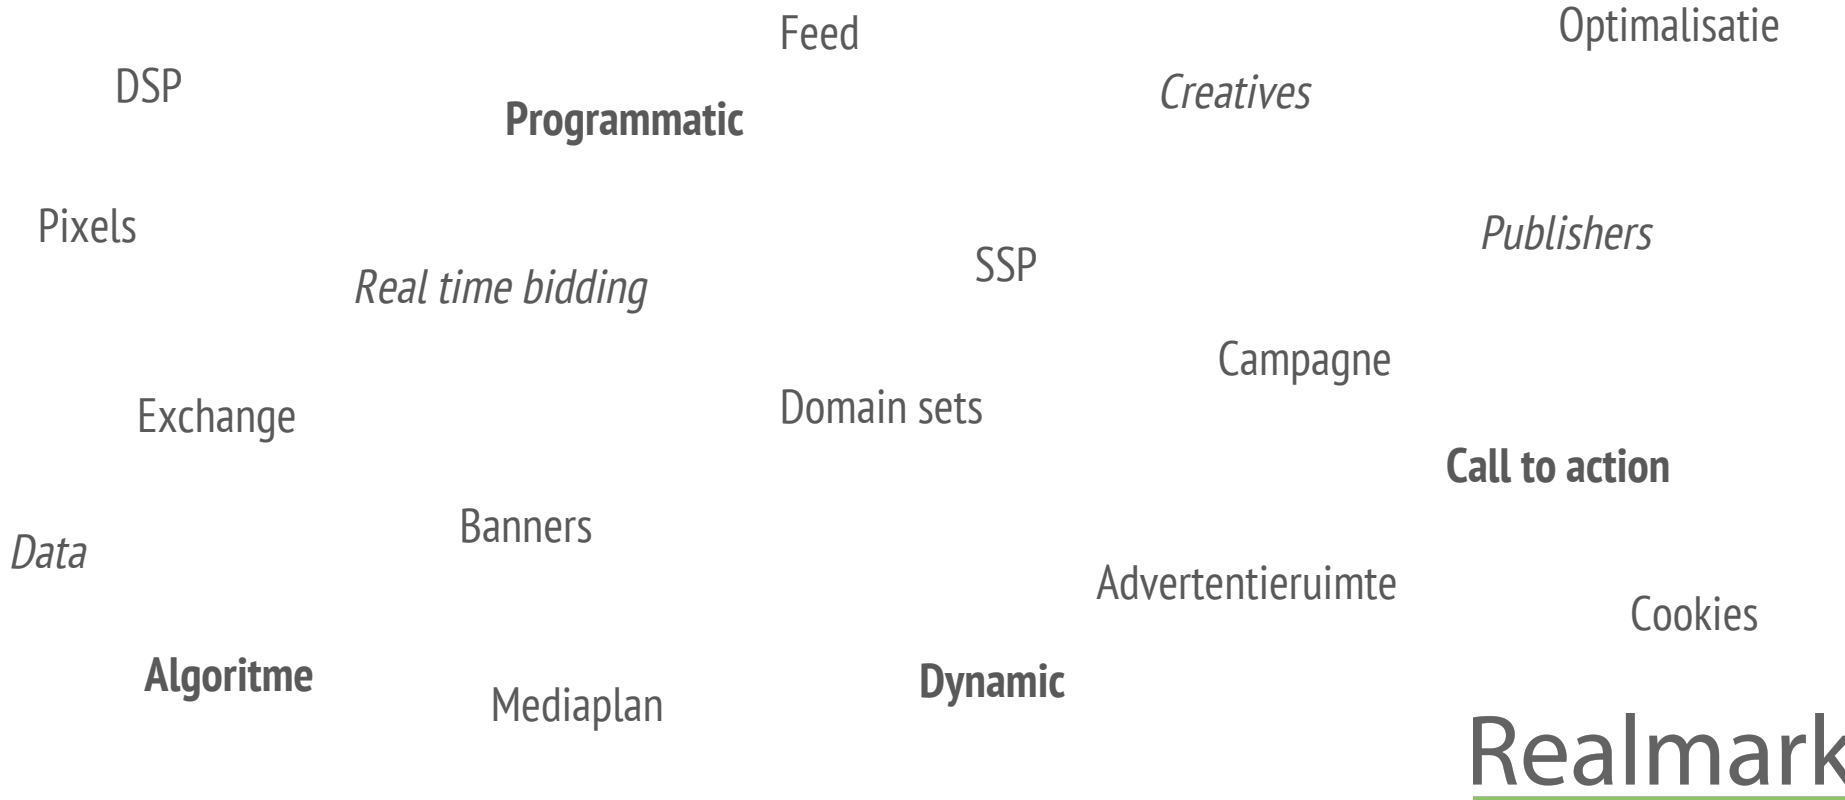 Feed
Optimalisatie
DSP
Creatives
Programmatic
Pixels
Publishers
SSP
Real time bidding
Campagne
Domain sets
Exchange
Call to action
Banners
Data
Advertentieruimte
Cookies
Algoritme
Dynamic
Mediaplan
Realmark